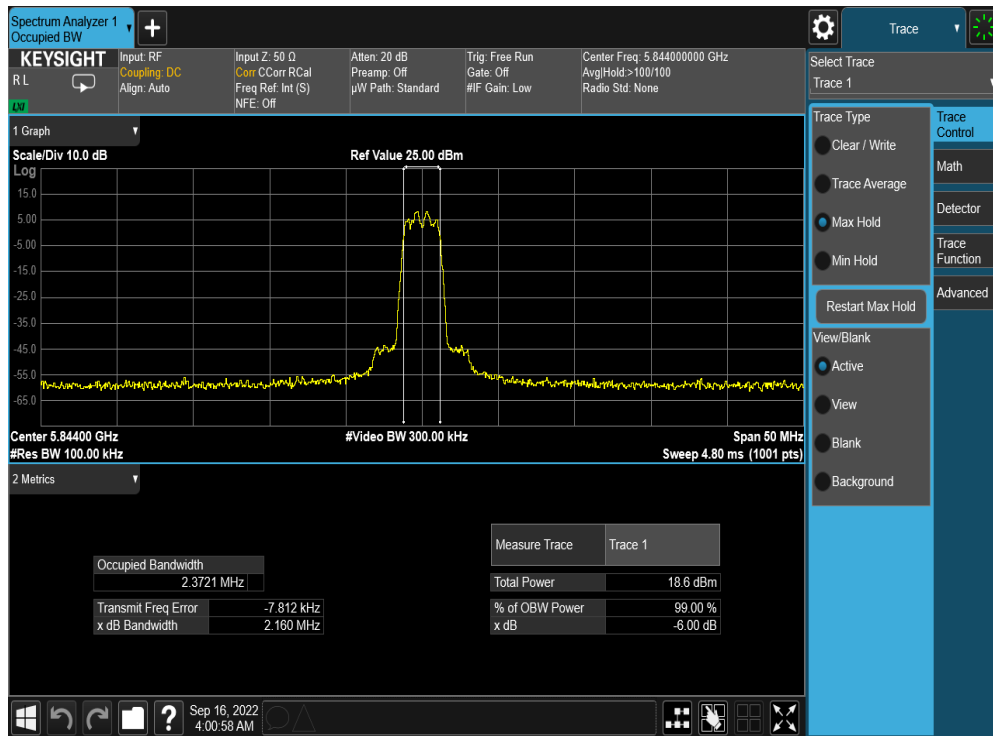 Spectrum Analyzer 1
Occupied BW
Trace
KEYSIGHT
R L
LXI
Input: RF
Coupling: DC
Align: Auto
Input Z: 50 Ω
Corr CCorr RCal
Freq Ref: Int (S)
NFE: Off
Atten: 20 dB
Preamp: Off
µW Path: Standard
Trig: Free Run
Gate: Off
#IF Gain: Low
Center Freq: 5.844000000 GHz
Avg|Hold:>100/100
Radio Std: None
Select Trace
Trace 1
1 Graph
Scale/Div 10.0 dB
Ref Value 25.00 dBm
Log
15.0
5.00
-5.00
-15.0
-25.0
-35.0
-45.0
-55.0
-65.0
Center 5.84400 GHz
#Video BW 300.00 kHz
Span 50 MHz
#Res BW 100.00 kHz
Sweep 4.80 ms (1001 pts)
Trace Type
Clear / Write
Trace Average
Max Hold
Min Hold
Restart Max Hold
View/Blank
Active
View
Blank
Background
Trace
Control
Math
Detector
Trace
Function
Advanced
2 Metrics
Occupied Bandwidth
2.3721 MHz
Transmit Freq Error -7.812 kHz
x dB Bandwidth 2.160 MHz
Measure Trace Trace 1
Total Power 18.6 dBm
% of OBW Power 99.00 %
x dB -6.00 dB
?
Sep 16, 2022
4:00:58 AM